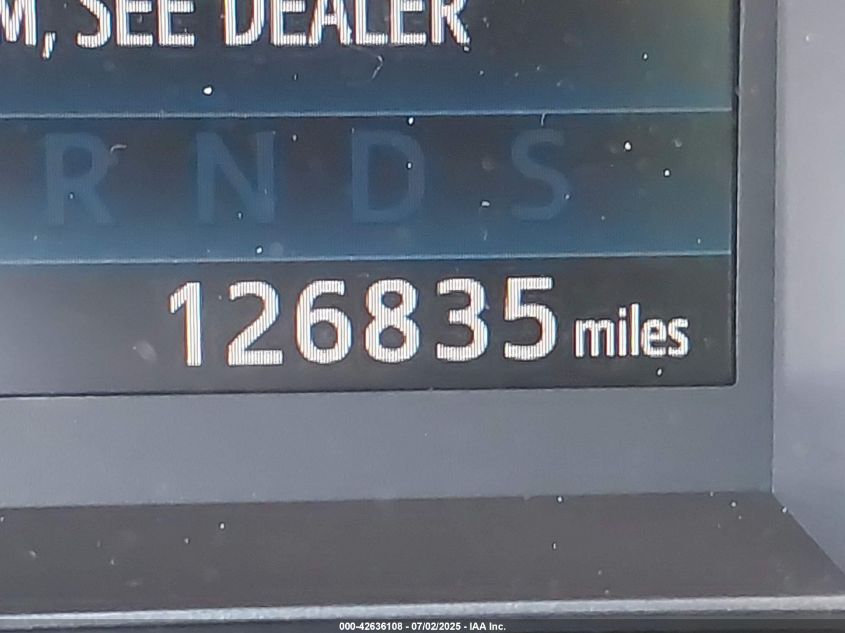 M, SEE DEALER
R N D S
126835 miles
000-42636108 - 07/02/2025 - IAA Inc.